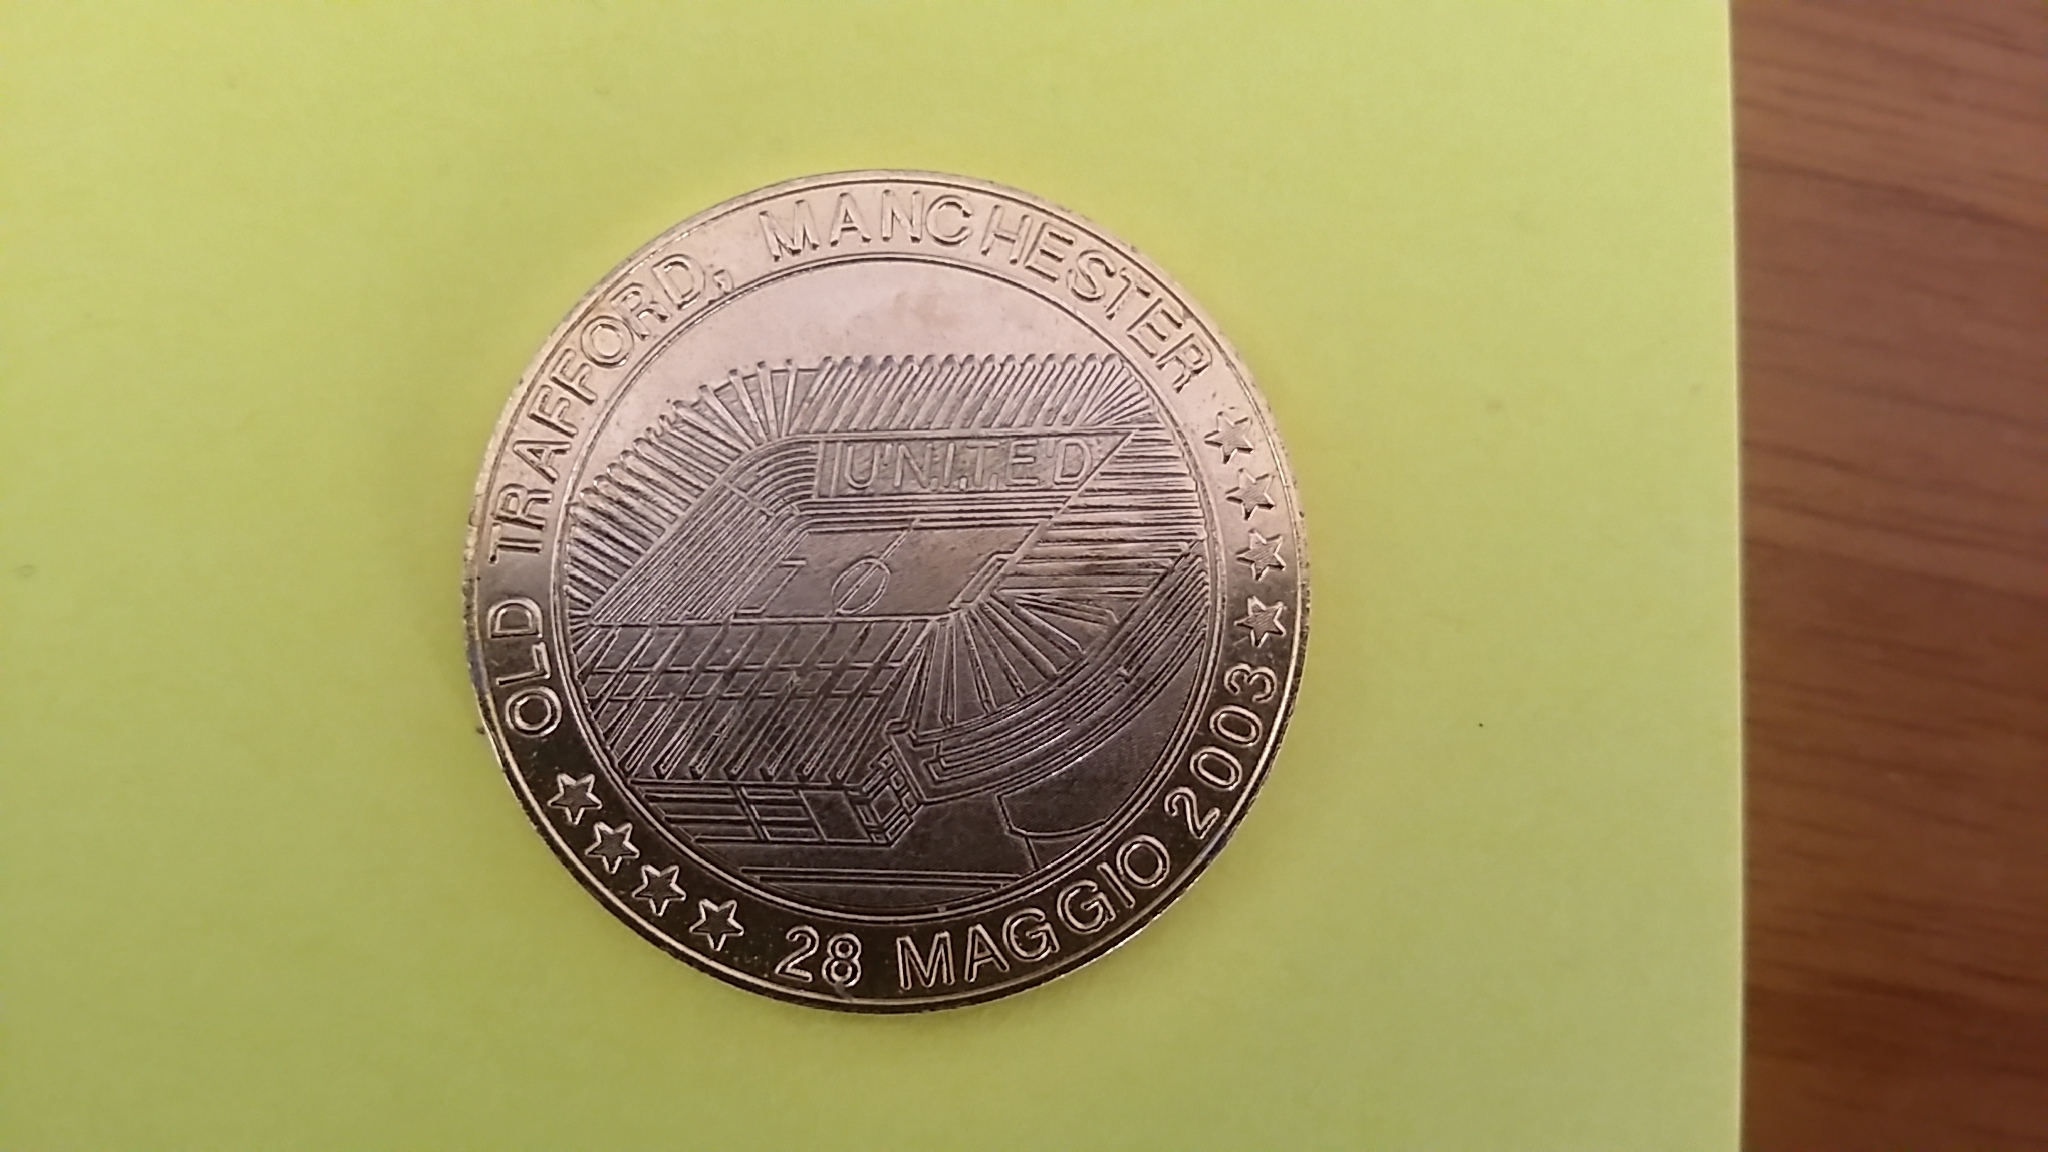 OLD TRAFFORD, MANCHESTER
UNITED
28 MAGGIO 2003